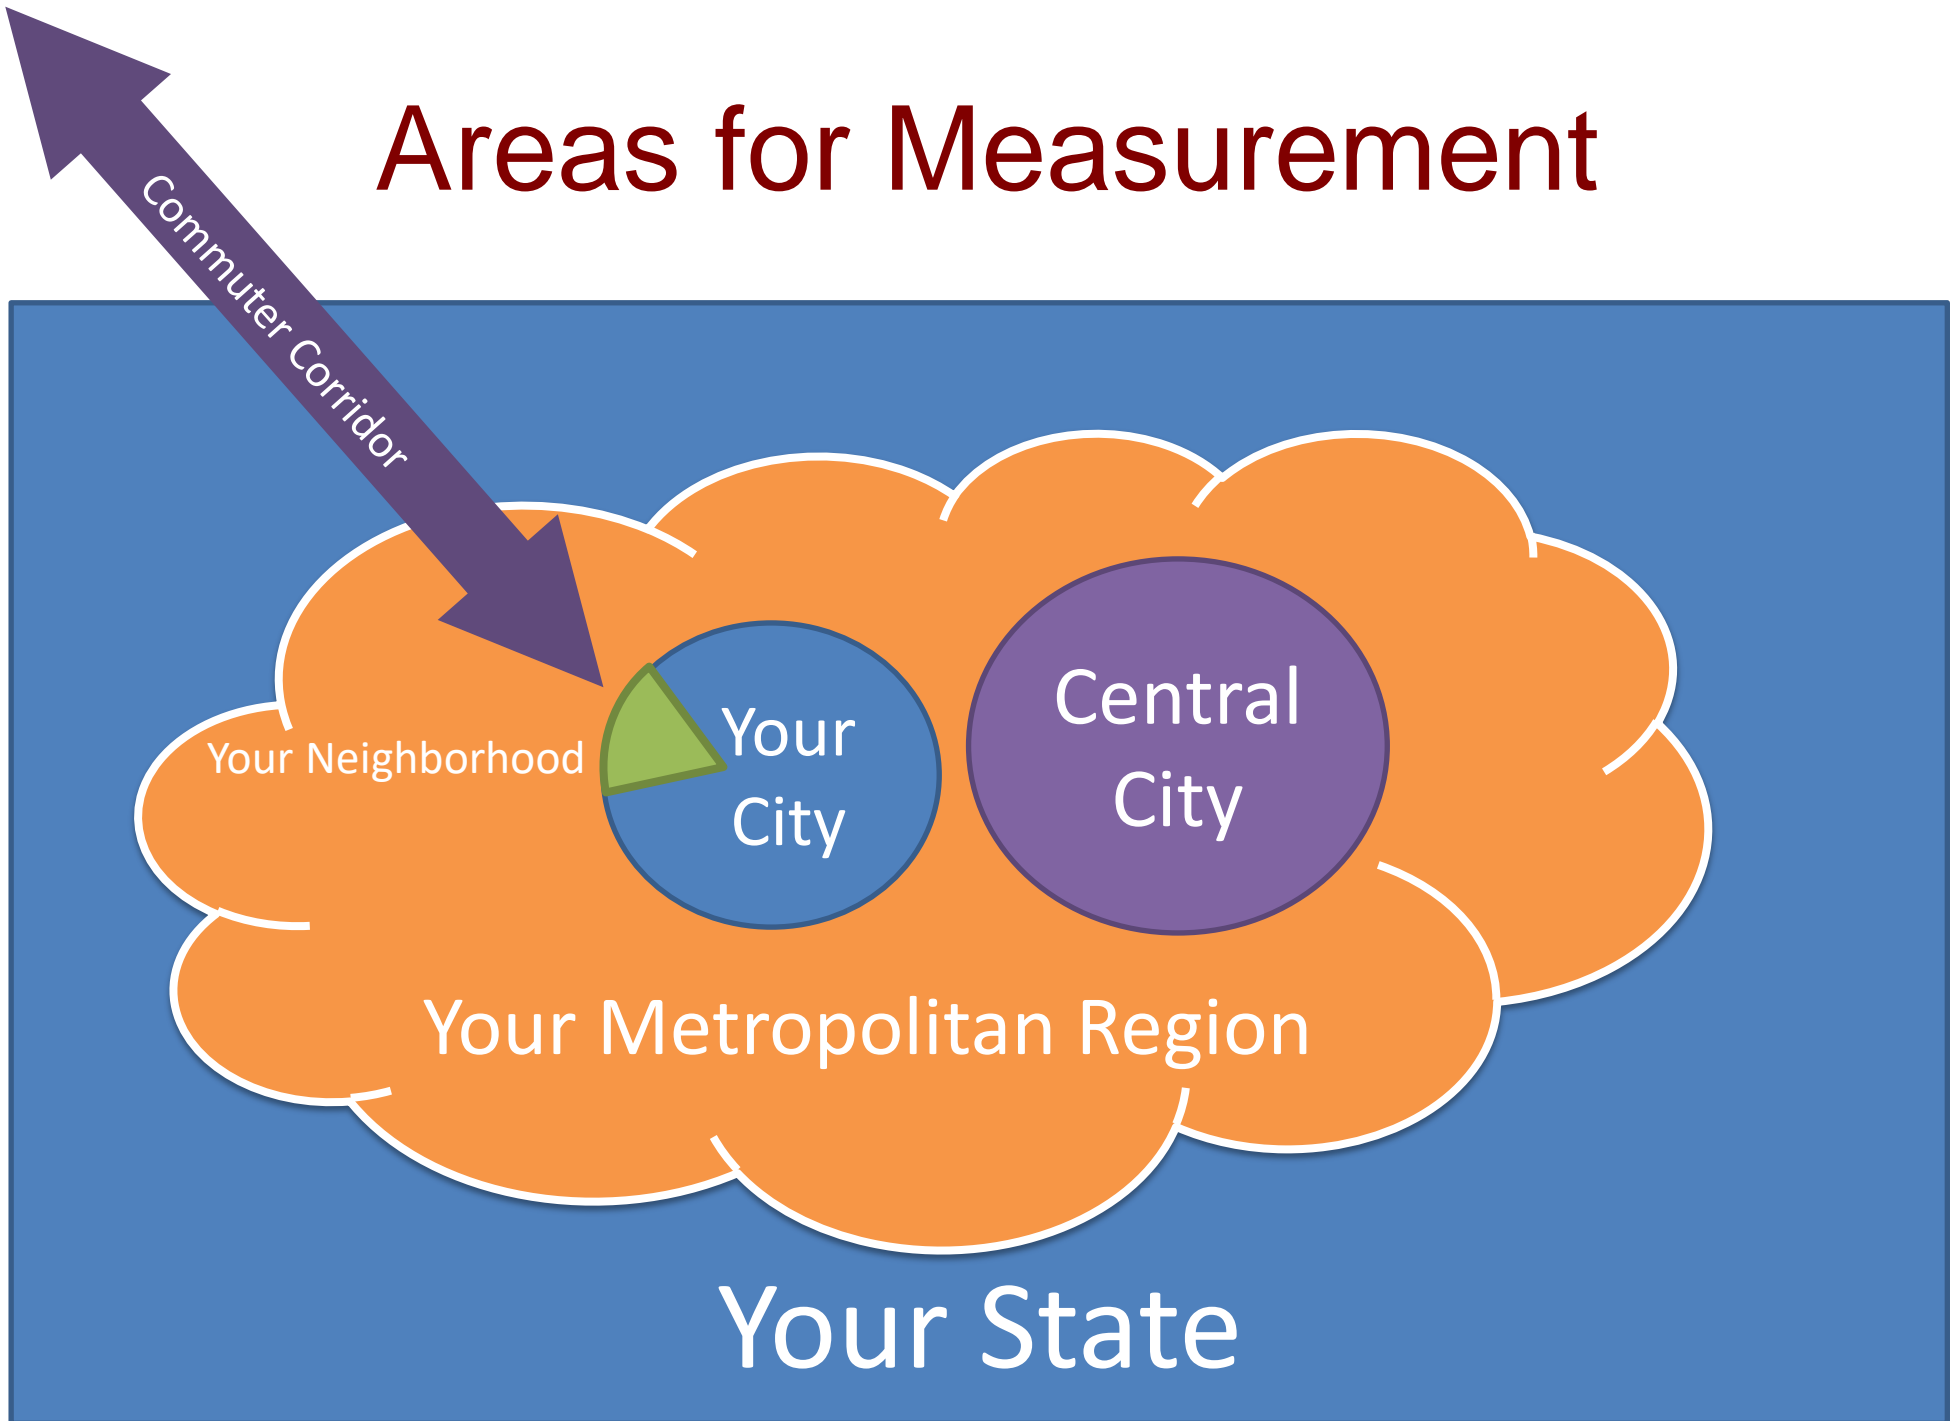 Areas for Measurement
Commuter Corridor
Your Neighborhood
Your
City
Central
City
Your Metropolitan Region
Your State